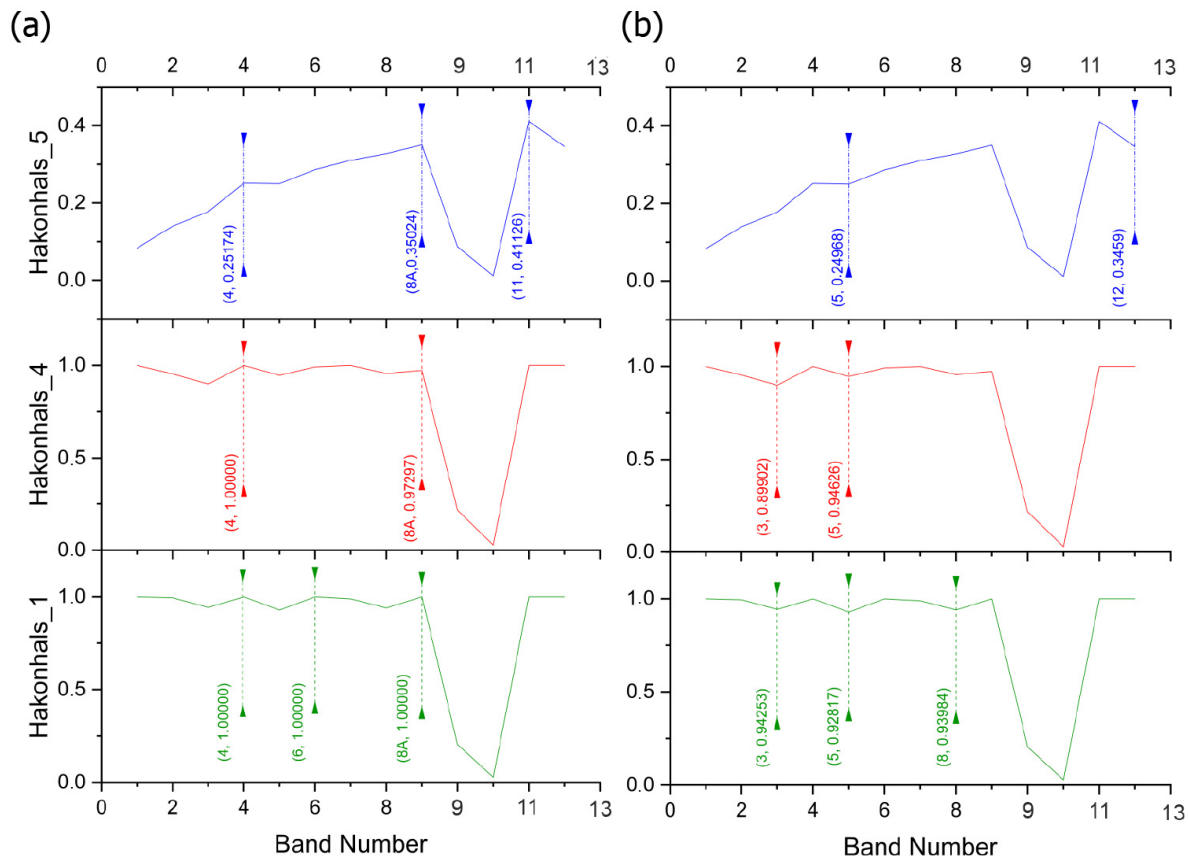 (a)
0 2 4 6 8 9 11 13
Hakonhals_5
0.4
0.2
0.0
(4, 0.25174)
(8A,0.35024)
(11, 0.41126)
Hakonhals_4
1.0
0.5
0.0
(4, 1.00000)
(8A, 0.97297)
Hakonhals_1
1.0
0.5
0.0
(4, 1.00000)
(6, 1.00000)
(8A, 1.00000)
0 2 4 6 8 9 11 13
Band Number
(b)
0 2 4 6 8 9 11 13
0.4
0.2
0.0
(5, 0.24968)
(12, 0.3459)
1.0
0.5
0.0
(3, 0.89902)
(5, 0.94626)
1.0
0.5
0.0
(3, 0.94253)
(5, 0.92817)
(8, 0.93984)
0 2 4 6 8 9 11 13
Band Number